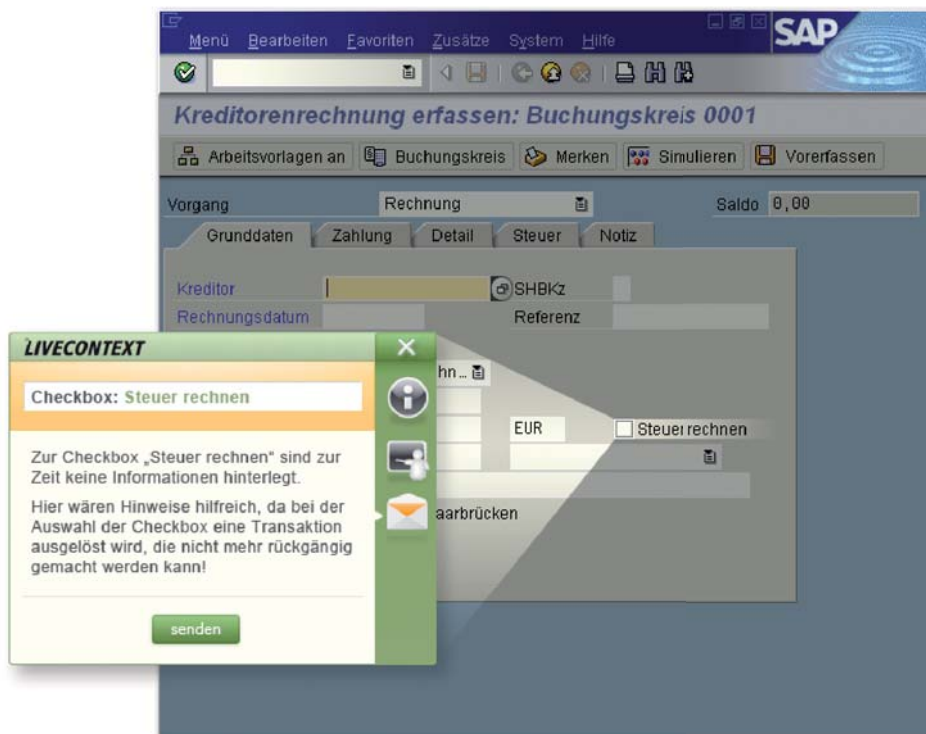 Menü Bearbeiten Favoriten Zusätze System Hilfe
SAP
Kreditorenrechnung erfassen: Buchungskreis 0001
Arbeitsvorlagen an Buchungskreis Merken Simulieren Vorerfassen
Vorgang Rechnung Saldo 0,00
Grunddaten Zahlung Detail Steuer Notiz
Kreditor SHBKz
Rechnungsdatum Referenz
LIVECONTEXT
hn...
Checkbox: Steuer rechnen
EUR Steuer rechnen
Zur Checkbox „Steuer rechnen“ sind zur
Zeit keine Informationen hinterlegt.
Hier wären Hinweise hilfreich, da bei der
Auswahl der Checkbox eine Transaktion
ausgelöst wird, die nicht mehr rückgängig
gemacht werden kann!
aarbrücken
senden